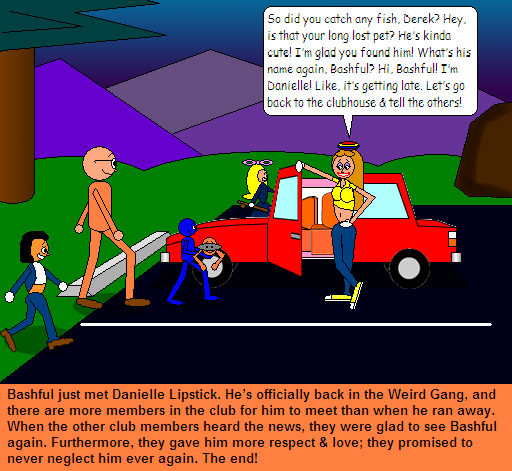 So did you catch any fish, Derek? Hey,
is that your long lost pet? He's kinda
cute! I'm glad you found him! What's his
name again, Bashful? Hi, Bashful! I'm
Danielle! Like, it's getting late. Let's go
back to the clubhouse & tell the others!
Bashful just met Danielle Lipstick. He's officially back in the Weird Gang, and
there are more members in the club for him to meet than when he ran away.
When the other club members heard the news, they were glad to see Bashful
again. Furthermore, they gave him more respect & love; they promised to
never neglect him ever again. The end!